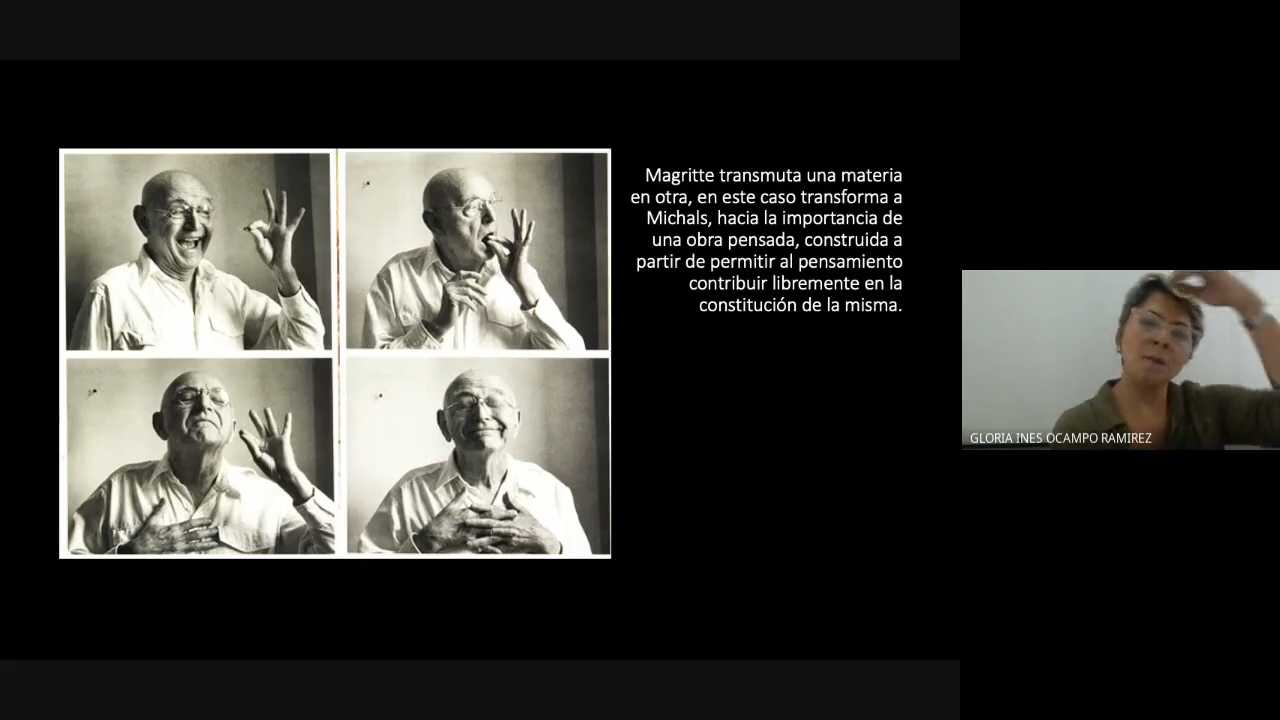 Magritte transmuta una materia
en otra, en este caso transforma a
Michals, hacia la importancia de
una obra pensada, construida a
partir de permitir al pensamiento
contribuir libremente en la
constitución de la misma.
GLORIA INES OCAMPO RAMIREZ